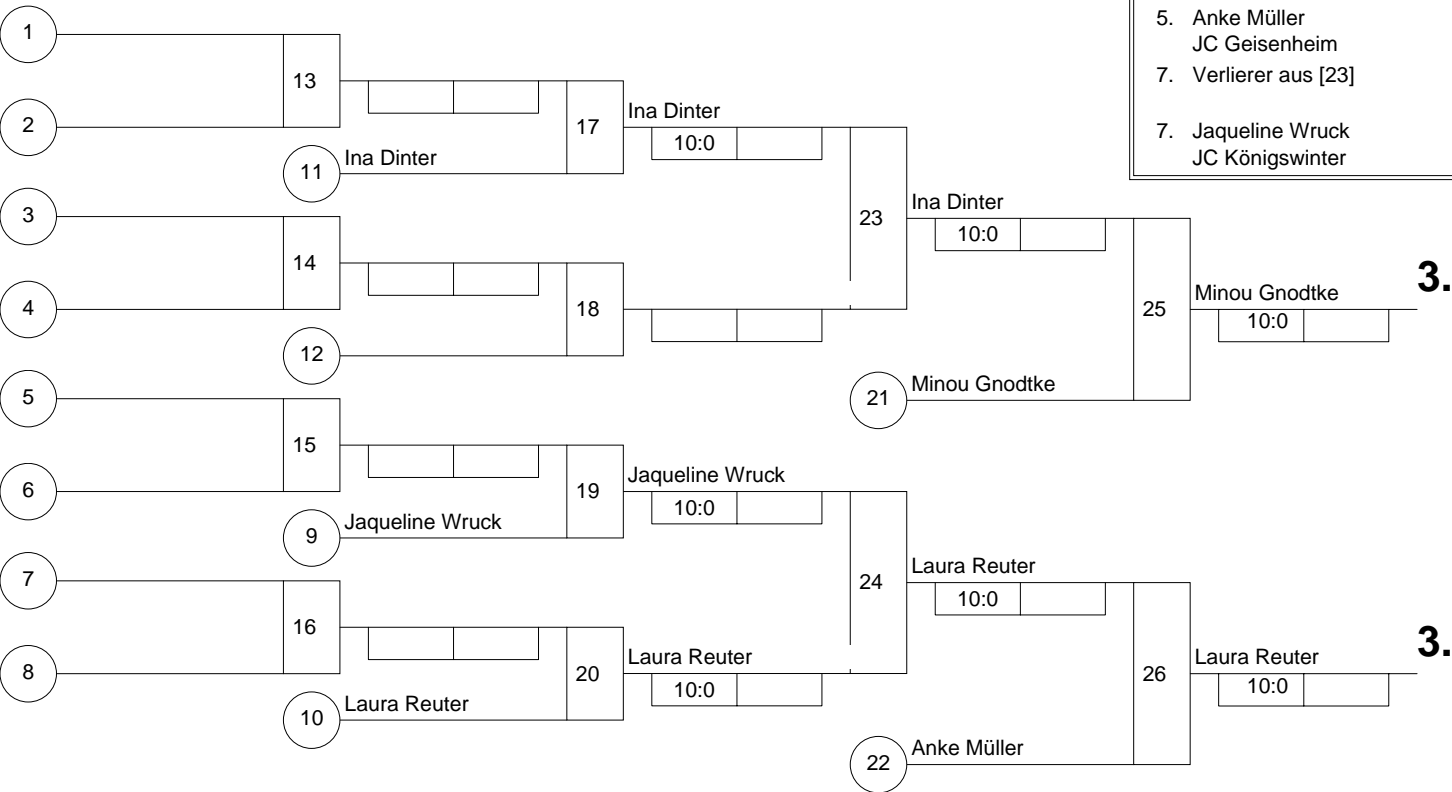 5. Anke Müller
JC Geisenheim
7. Verlierer aus [23]
7. Jaqueline Wruck
JC Königswinter
1
13
2
17
Ina Dinter
10:0
11
Ina Dinter
3
23
Ina Dinter
10:0
14
3.
4
18
25
Minou Gnodtke
10:0
12
5
21
Minou Gnodtke
15
6
19
Jaqueline Wruck
10:0
9
Jaqueline Wruck
7
24
Laura Reuter
10:0
16
3.
8
20
Laura Reuter
10:0
26
Laura Reuter
10:0
10
Laura Reuter
22
Anke Müller